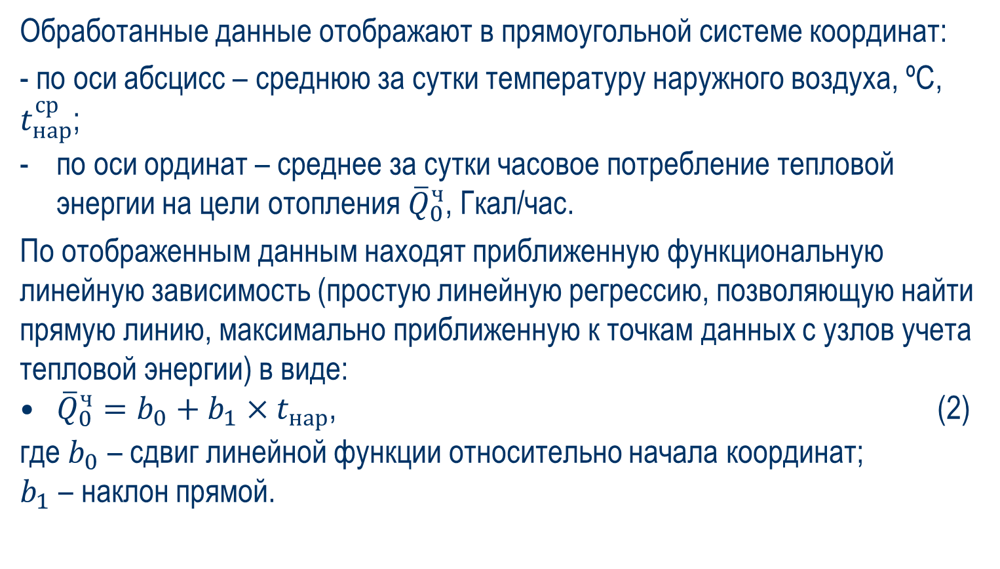 Обработанные данные отображают в прямоугольной системе координат:
- по оси абсцисс – среднюю за сутки температуру наружного воздуха, ºС,
$t_{\text{нар}}^{\text{ср}}$;
- по оси ординат – среднее за сутки часовое потребление тепловой
энергии на цели отопления $\bar{Q}_0^{\text{ч}}$, Гкал/час.
По отображенным данным находят приближенную функциональную
линейную зависимость (простую линейную регрессию, позволяющую найти
прямую линию, максимально приближенную к точкам данных с узлов учета
тепловой энергии) в виде:
• $\bar{Q}_0^{\text{ч}} = b_0 + b_1 \times t_{\text{нар}}$, (2)
где $b_0$ – сдвиг линейной функции относительно начала координат;
$b_1$ – наклон прямой.